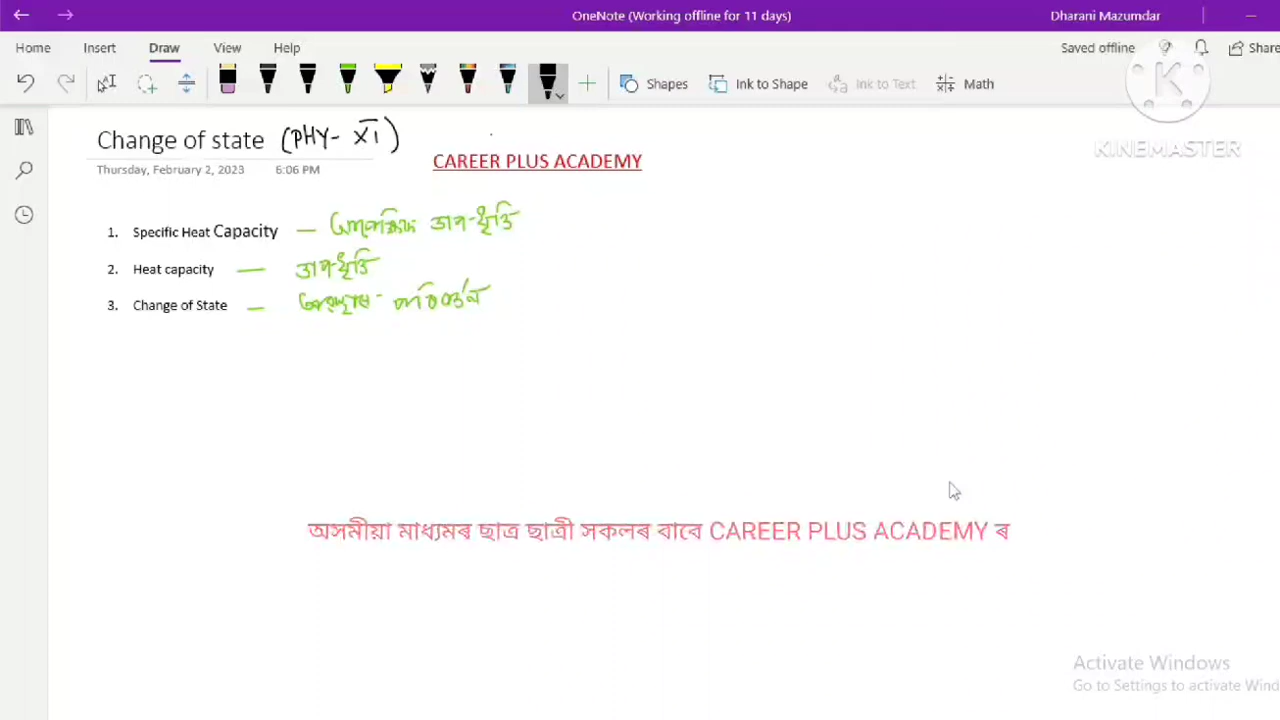 OneNote (Working offline for 11 days) Dharani Mazumdar
Home Insert Draw View Help Saved offline Share
Shapes Ink to Shape Ink to Text Math
Change of state (PHY- XI)
Thursday, February 2, 2023 6:06 PM
CAREER PLUS ACADEMY
1. Specific Heat Capacity — আপেক্ষিক তাপ-ধৃতি
2. Heat capacity — তাপ-ধৃতি
3. Change of State — অৱস্থাৰ পৰিবৰ্তন
অসমীয়া মাধ্যমৰ ছাত্ৰ ছাত্ৰী সকলৰ বাবে CAREER PLUS ACADEMY ৰ
K
KINEMASTER
Activate Windows
Go to Settings to activate Wind